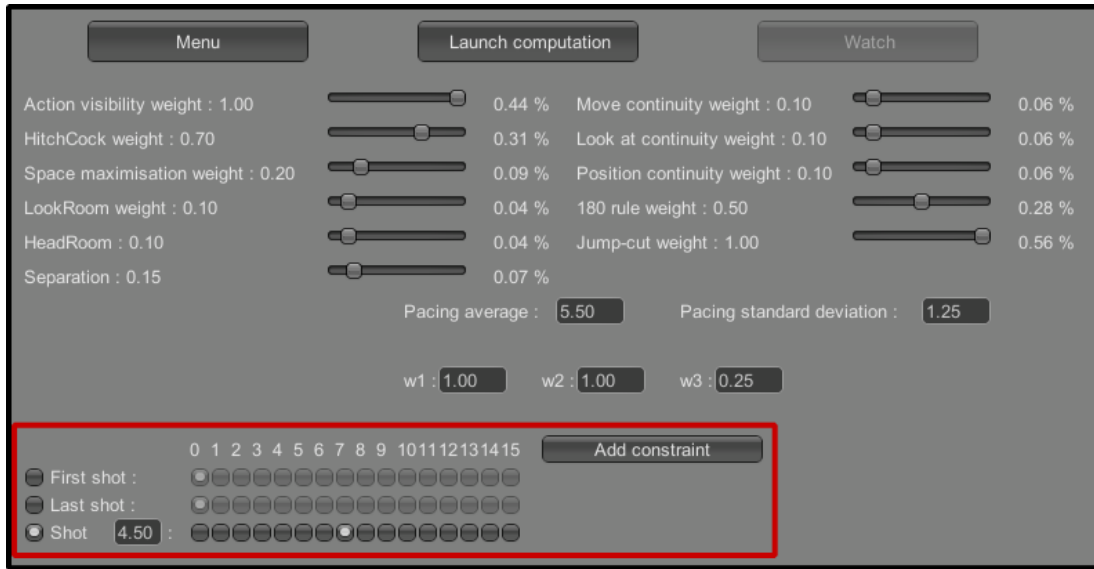 Menu Launch computation Watch
Action visibility weight : 1.00 0.44 % Move continuity weight : 0.10 0.06 %
HitchCock weight : 0.70 0.31 % Look at continuity weight : 0.10 0.06 %
Space maximisation weight : 0.20 0.09 % Position continuity weight : 0.10 0.06 %
LookRoom weight : 0.10 0.04 % 180 rule weight : 0.50 0.28 %
HeadRoom : 0.10 0.04 % Jump-cut weight : 1.00 0.56 %
Separation : 0.15 0.07 %
Pacing average : 5.50 Pacing standard deviation : 1.25
w1 : 1.00 w2 : 1.00 w3 : 0.25
0 1 2 3 4 5 6 7 8 9 10 11 12 13 14 15 Add constraint
First shot :
Last shot :
Shot 4.50 :